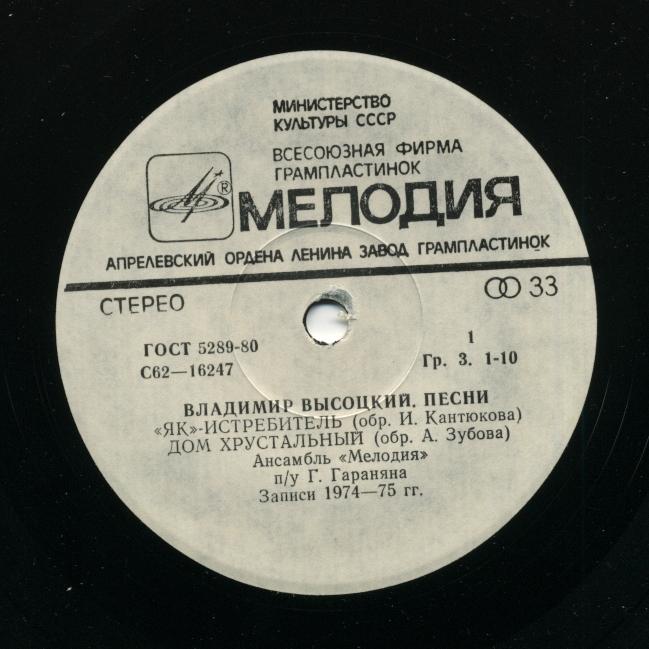 МИНИСТЕРСТВО
КУЛЬТУРЫ СССР
ВСЕСОЮЗНАЯ ФИРМА
ГРАМПЛАСТИНОК
®
МЕЛОДИЯ
АПРЕЛЕВСКИЙ ОРДЕНА ЛЕНИНА ЗАВОД ГРАМПЛАСТИНОК
СТЕРЕО
33
ГОСТ 5289-80
С62—16247
1
Гр. 3. 1-10
ВЛАДИМИР ВЫСОЦКИЙ. ПЕСНИ
«ЯК»-ИСТРЕБИТЕЛЬ (обр. И. Кантюкова)
ДОМ ХРУСТАЛЬНЫЙ (обр. А. Зубова)
Ансамбль «Мелодия»
п/у Г. Гараняна
Записи 1974—75 гг.